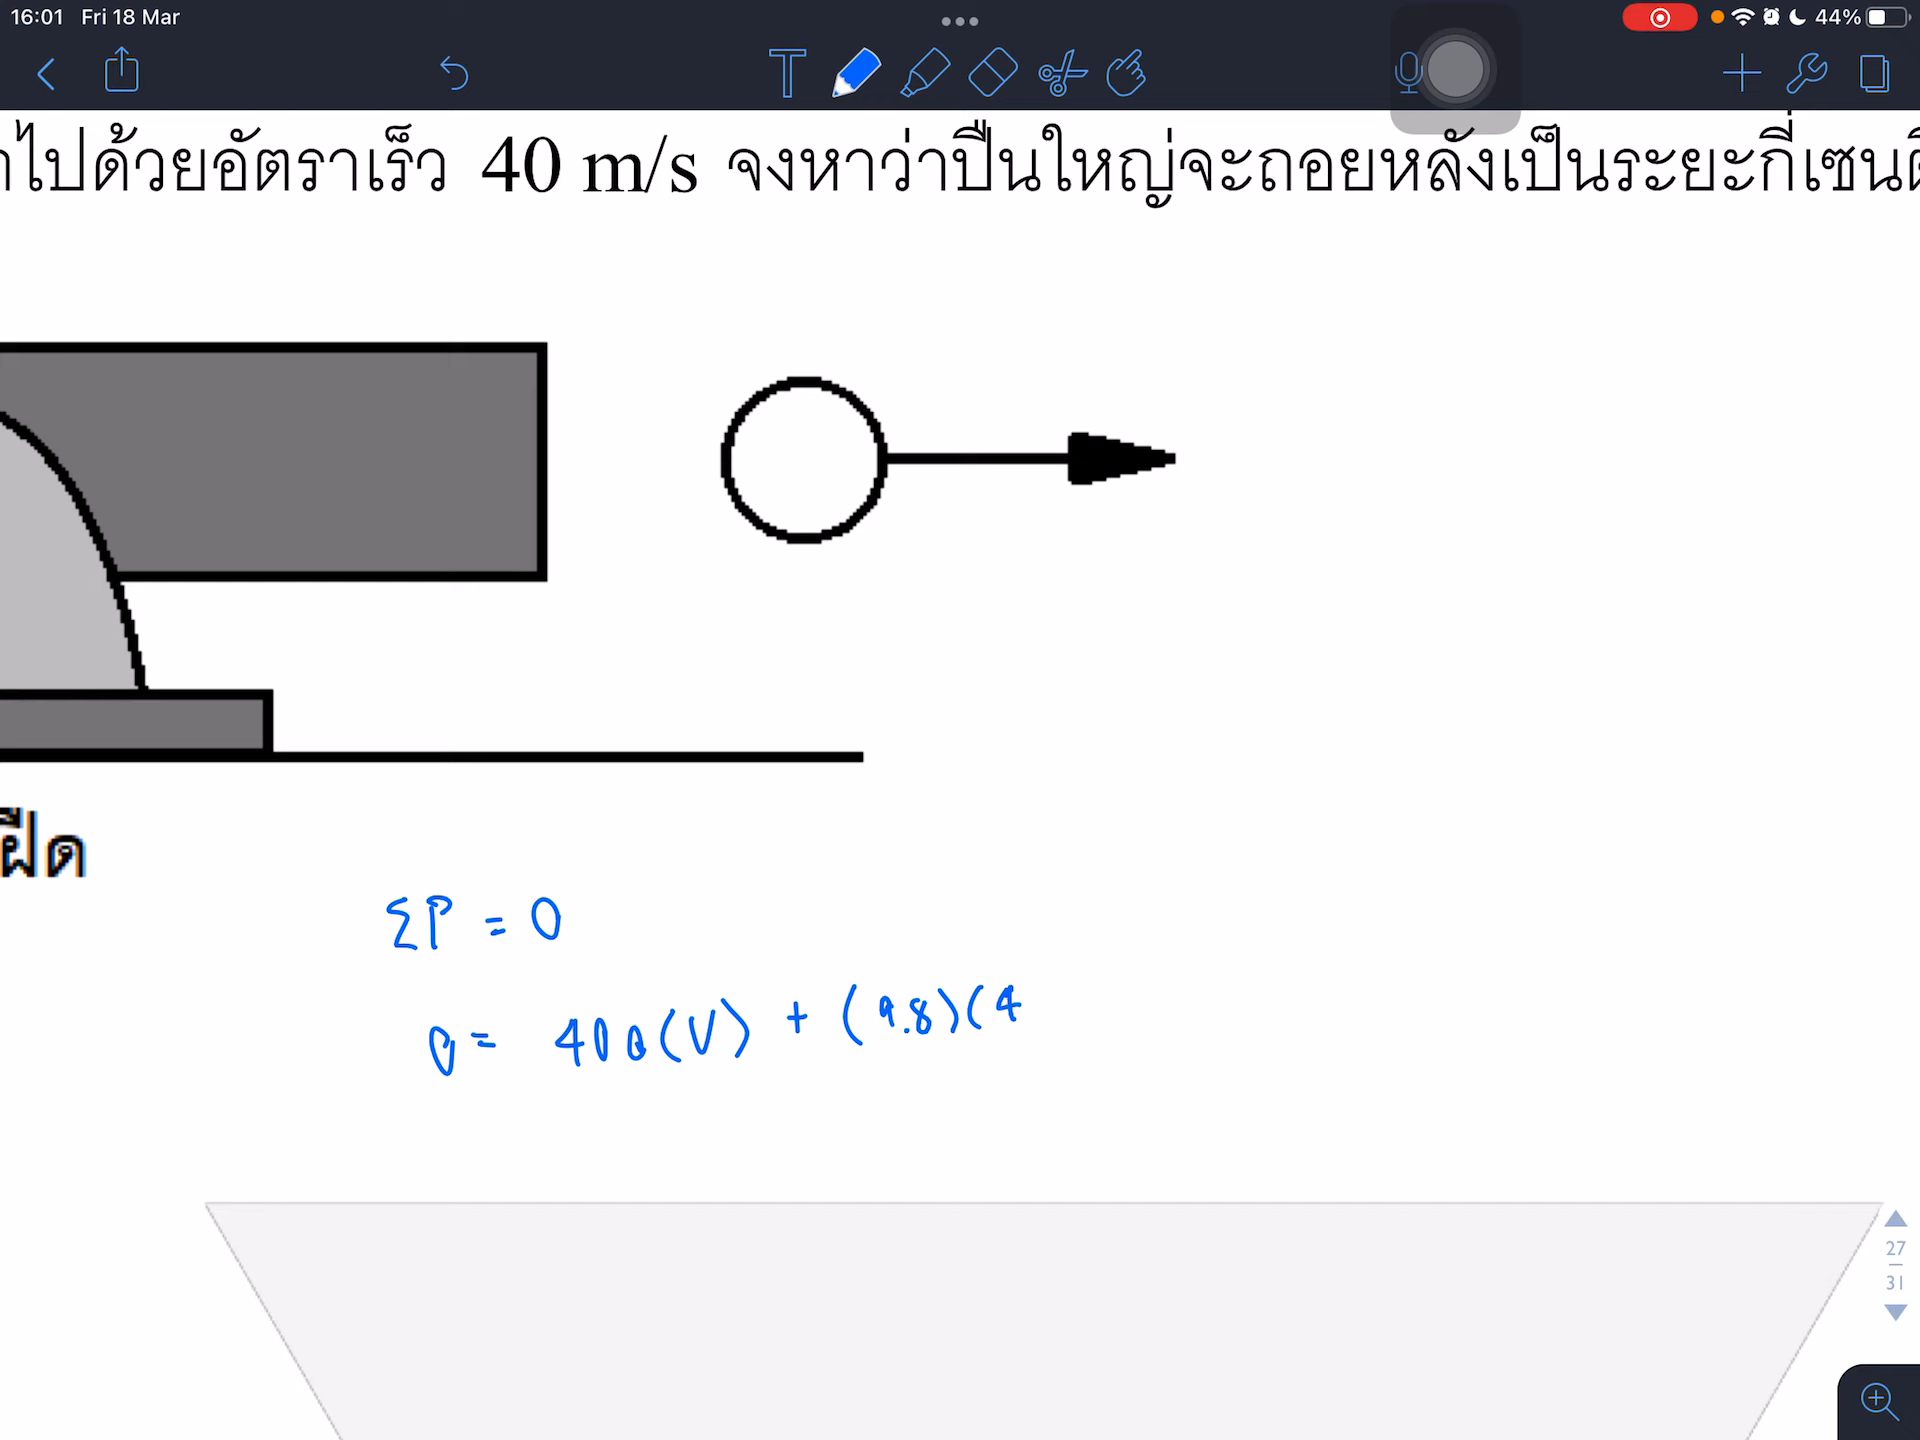 16:01 Fri 18 Mar 44%
ไปด้วยอัตราเร็ว 40 m/s จงหาว่าปืนใหญ่จะถอยหลังเป็นระยะกี่เซนติ
ฝืด
ΣP = 0
0 = 400(V) + (9.8)(4
27
31